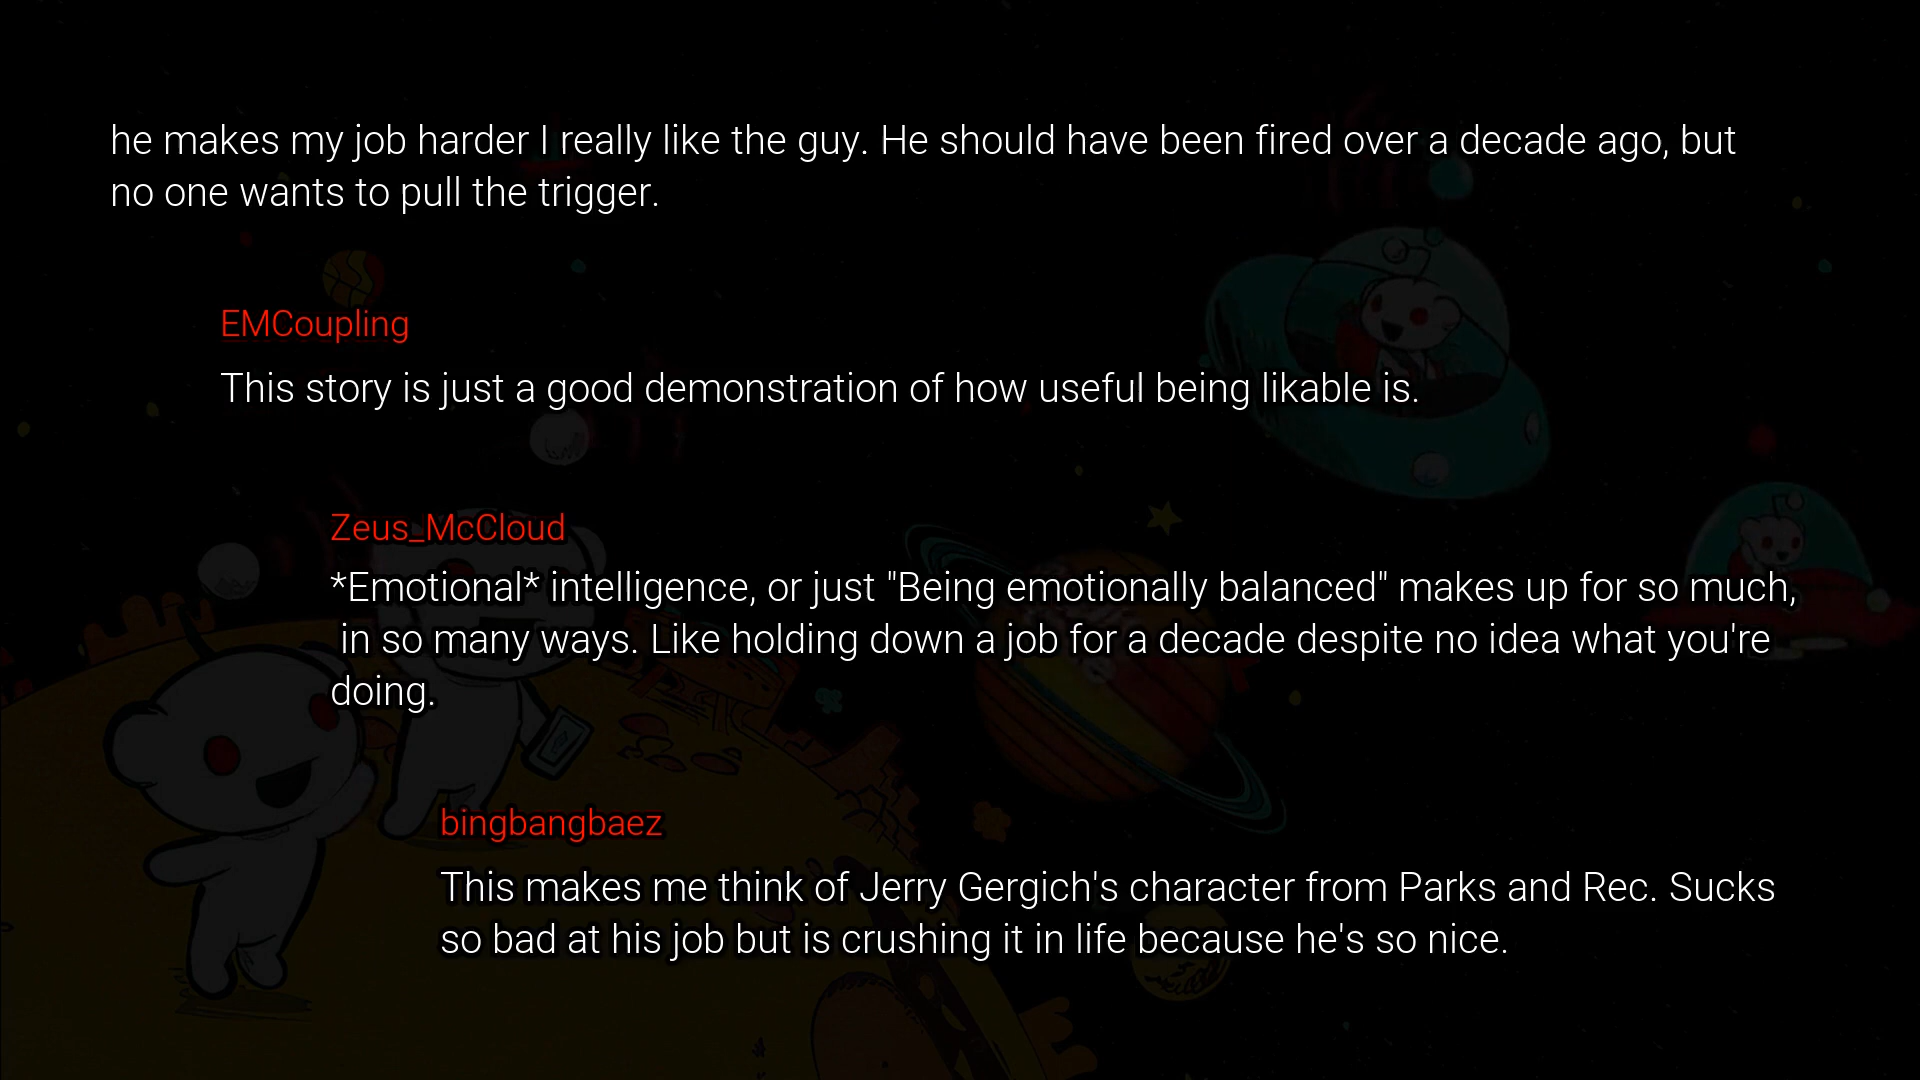 he makes my job harder I really like the guy. He should have been fired over a decade ago, but
no one wants to pull the trigger.
EMCoupling
This story is just a good demonstration of how useful being likable is.
Zeus_McCloud
*Emotional* intelligence, or just "Being emotionally balanced" makes up for so much,
in so many ways. Like holding down a job for a decade despite no idea what you're
doing.
bingbangbaez
This makes me think of Jerry Gergich's character from Parks and Rec. Sucks
so bad at his job but is crushing it in life because he's so nice.